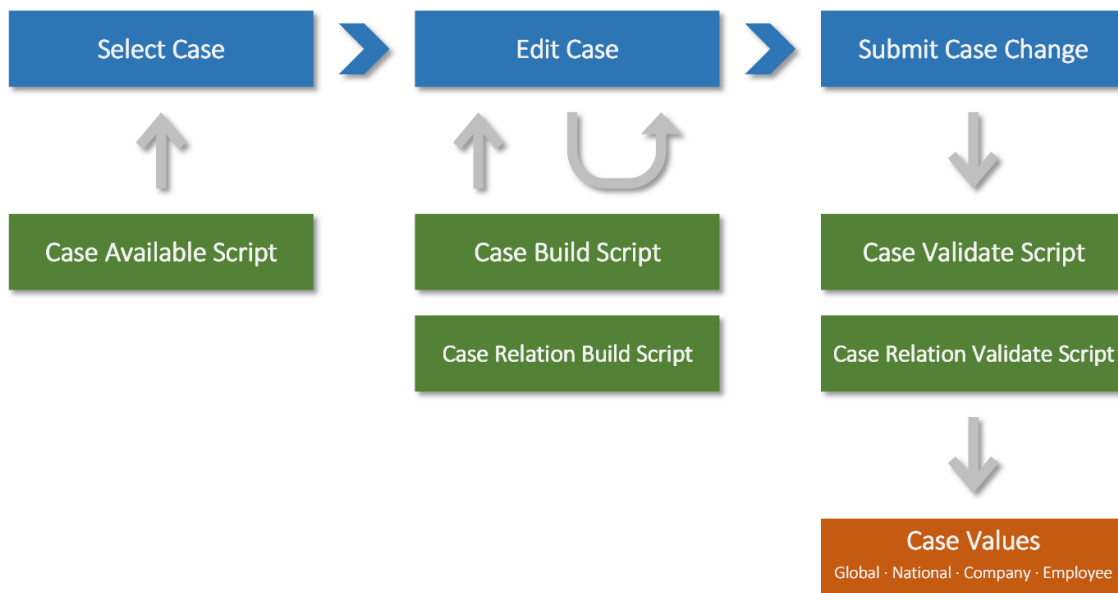 Select Case
Edit Case
Submit Case Change
Case Available Script
Case Build Script
Case Validate Script
Case Relation Build Script
Case Relation Validate Script
Case Values
Global · National · Company · Employee